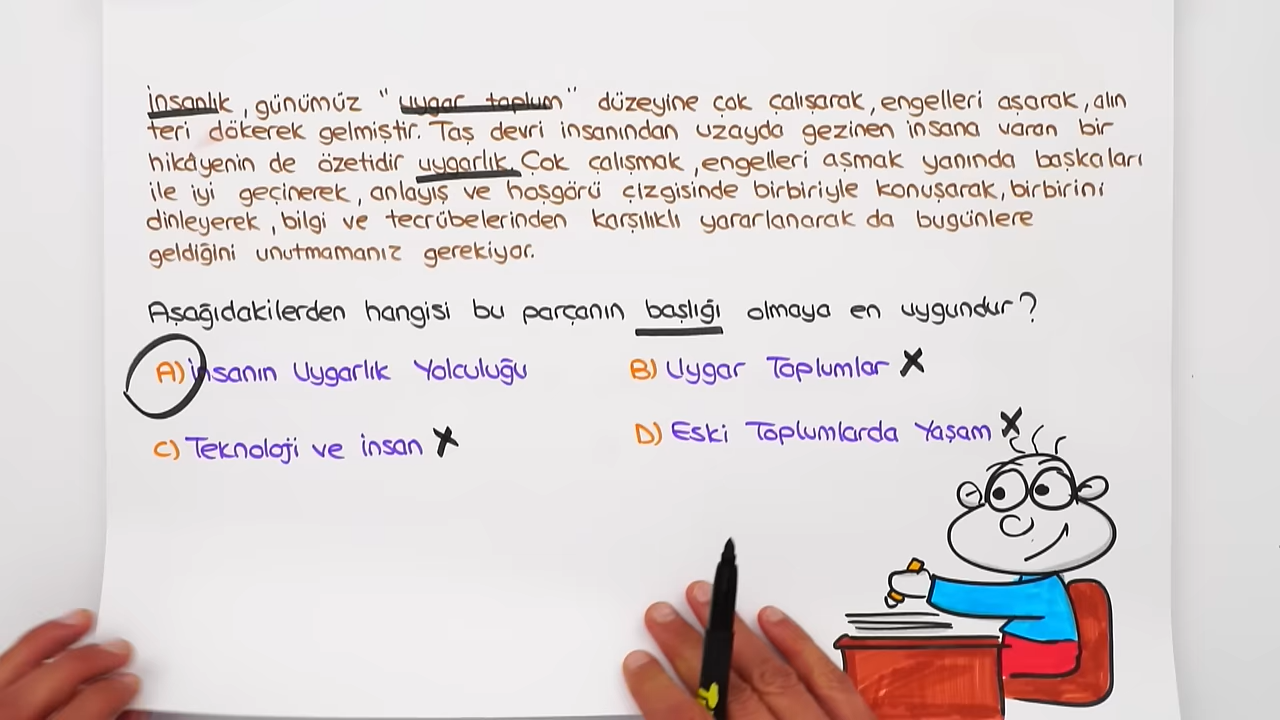 İnsanlık, günümüz "uygar toplum" düzeyine çok çalışarak, engelleri aşarak, alın
teri dökerek gelmiştir. Taş devri insanından uzayda gezinen insana varan bir
hikâyenin de özetidir uygarlık. Çok çalışmak, engelleri aşmak yanında başkaları
ile iyi geçinerek, anlayış ve hoşgörü çizgisinde birbiriyle konuşarak, birbirini
dinleyerek, bilgi ve tecrübelerinden karşılıklı yararlanarak da bugünlere
geldiğini unutmamanız gerekiyor.
Aşağıdakilerden hangisi bu parçanın başlığı olmaya en uygundur?
A) İnsanın Uygarlık Yolculuğu
B) Uygar Toplumlar
C) Teknoloji ve insan
D) Eski Toplumlarda Yaşam